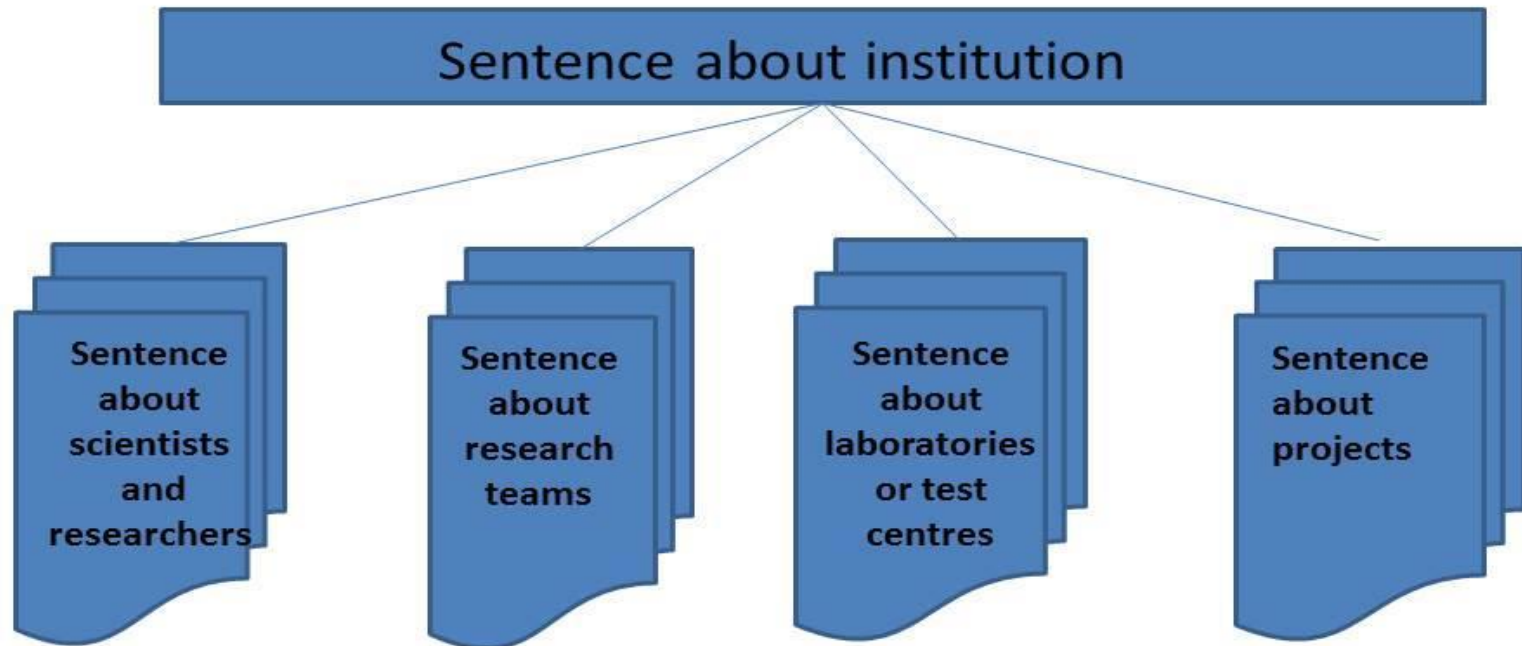 Sentence about institution
Sentence
about
scientists
and
researchers
Sentence
about
research
teams
Sentence
about
laboratories
or test
centres
Sentence
about
projects